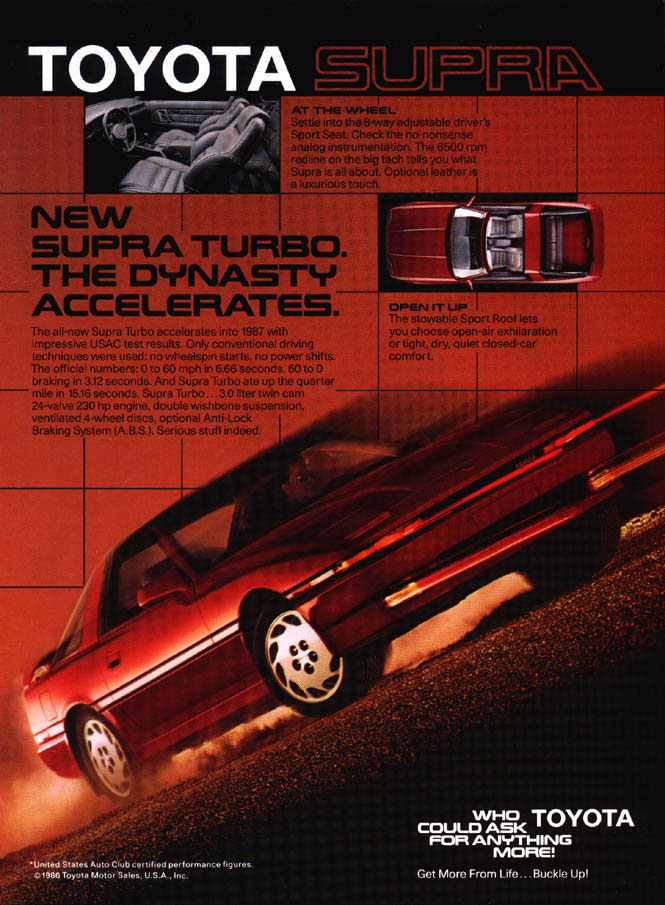 TOYOTA SUPRA
AT THE WHEEL
Settle into the 8-way adjustable driver's
Sport Seat. Check the no-nonsense
analog instrumentation. The 6500 rpm
redline on the big tach tells you what
Supra is all about. Optional leather is
a luxurious touch.
NEW
SUPRA TURBO.
THE DYNASTY
ACCELERATES.
The all-new Supra Turbo accelerates into 1987 with
impressive USAC test results. Only conventional driving
techniques were used: no wheelspin starts, no power shifts.
The official numbers: 0 to 60 mph in 6.66 seconds. 60 to 0
braking in 3.12 seconds. And Supra Turbo ate up the quarter
mile in 15.16 seconds. Supra Turbo...3.0 liter twin cam
24-valve 230 hp engine, double wishbone suspension,
ventilated 4-wheel discs, optional Anti-Lock
Braking System (A.B.S.). Serious stuff indeed.
OPEN IT UP
The stowable Sport Roof lets
you choose open-air exhilaration
or tight, dry, quiet closed-car
comfort.
TOYOTA
WHO
COULD ASK
FOR ANYTHING
MORE!
TOYOTA
Get More From Life...Buckle Up!
*United States Auto Club certified performance figures.
©1986 Toyota Motor Sales, U.S.A., Inc.